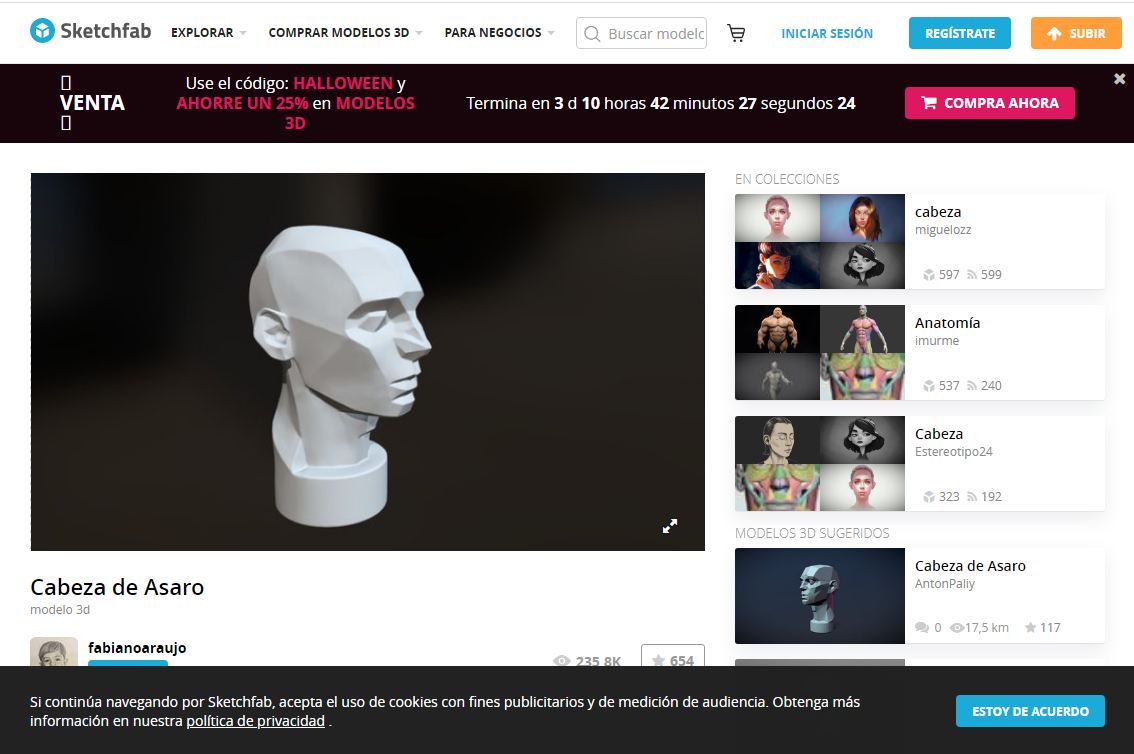 Sketchfab
EXPLORAR
COMPRAR MODELOS 3D
PARA NEGOCIOS
Buscar modelo
INICIAR SESIÓN
REGÍSTRATE
SUBIR
VENTA
Use el código: HALLOWEEN y
AHORRE UN 25% en MODELOS
3D
Termina en 3 d 10 horas 42 minutos 27 segundos 24
COMPRA AHORA
EN COLECCIONES
cabeza
miguelozz
597 599
Anatomía
imurme
537 240
Cabeza
Estereotipo24
323 192
MODELOS 3D SUGERIDOS
Cabeza de Asaro
AntonPaliy
0 17,5 km 117
Cabeza de Asaro
modelo 3d
fabianoaraujo
235.8K
654
Si continúa navegando por Sketchfab, acepta el uso de cookies con fines publicitarios y de medición de audiencia. Obtenga más
información en nuestra política de privacidad .
ESTOY DE ACUERDO